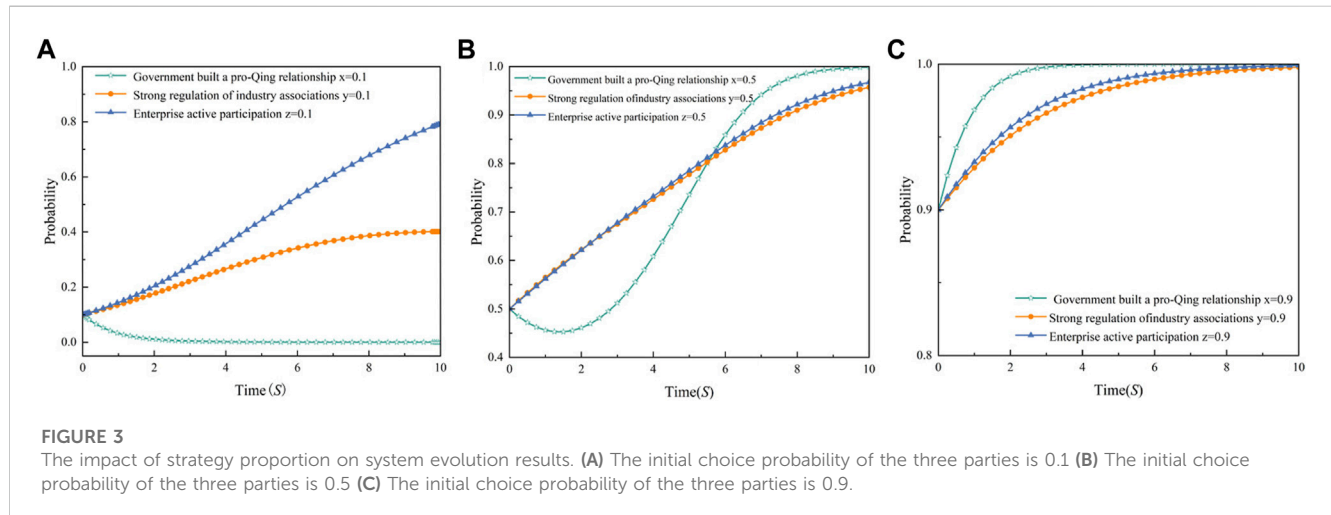 A
Government built a pro-Qing relationship x=0.1
Strong regulation of industry associations y=0.1
Enterprise active participation z=0.1
1.0
0.8
0.6
0.4
0.2
0.0
Probability
0 2 4 6 8 10
Time (S)
B
Government built a pro-Qing relationship x=0.5
Strong regulation ofindustry associations y=0.5
Enterprise active participation z=0.5
1.0
0.9
0.8
0.7
0.6
0.5
0.4
Probability
0 2 4 6 8 10
Time(S)
C
1.0
0.9
0.8
Probability
Government built a pro-Qing relationship x=0.9
Strong regulation ofindustry associations y=0.9
Enterprise active participation z=0.9
0 2 4 6 8 10
Time(S)
FIGURE 3
The impact of strategy proportion on system evolution results. (A) The initial choice probability of the three parties is 0.1 (B) The initial choice
probability of the three parties is 0.5 (C) The initial choice probability of the three parties is 0.9.